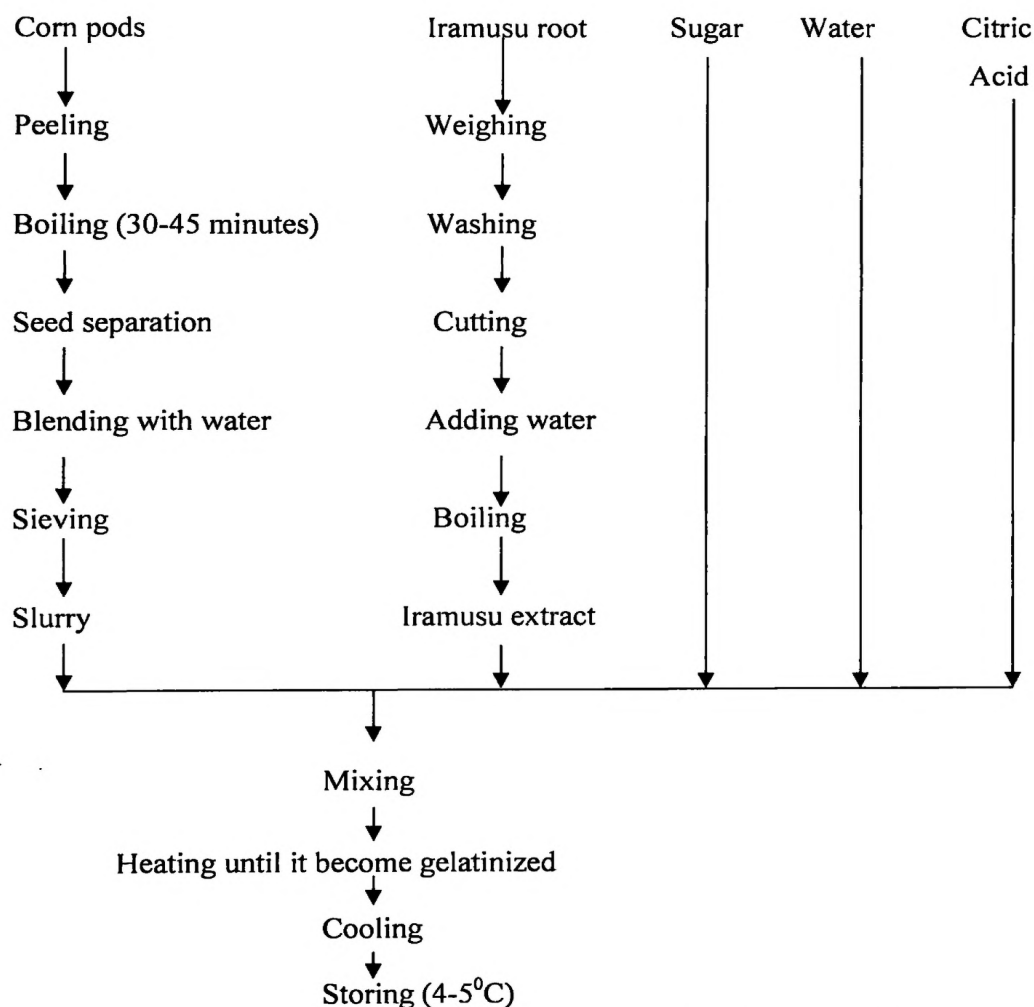 Corn pods
Iramusu root
Sugar
Water
Citric
Acid
Peeling
Weighing
Boiling (30-45 minutes)
Washing
Seed separation
Cutting
Blending with water
Adding water
Sieving
Boiling
Slurry
Iramusu extract
Mixing
Heating until it become gelatinized
Cooling
Storing (4-5⁰C)